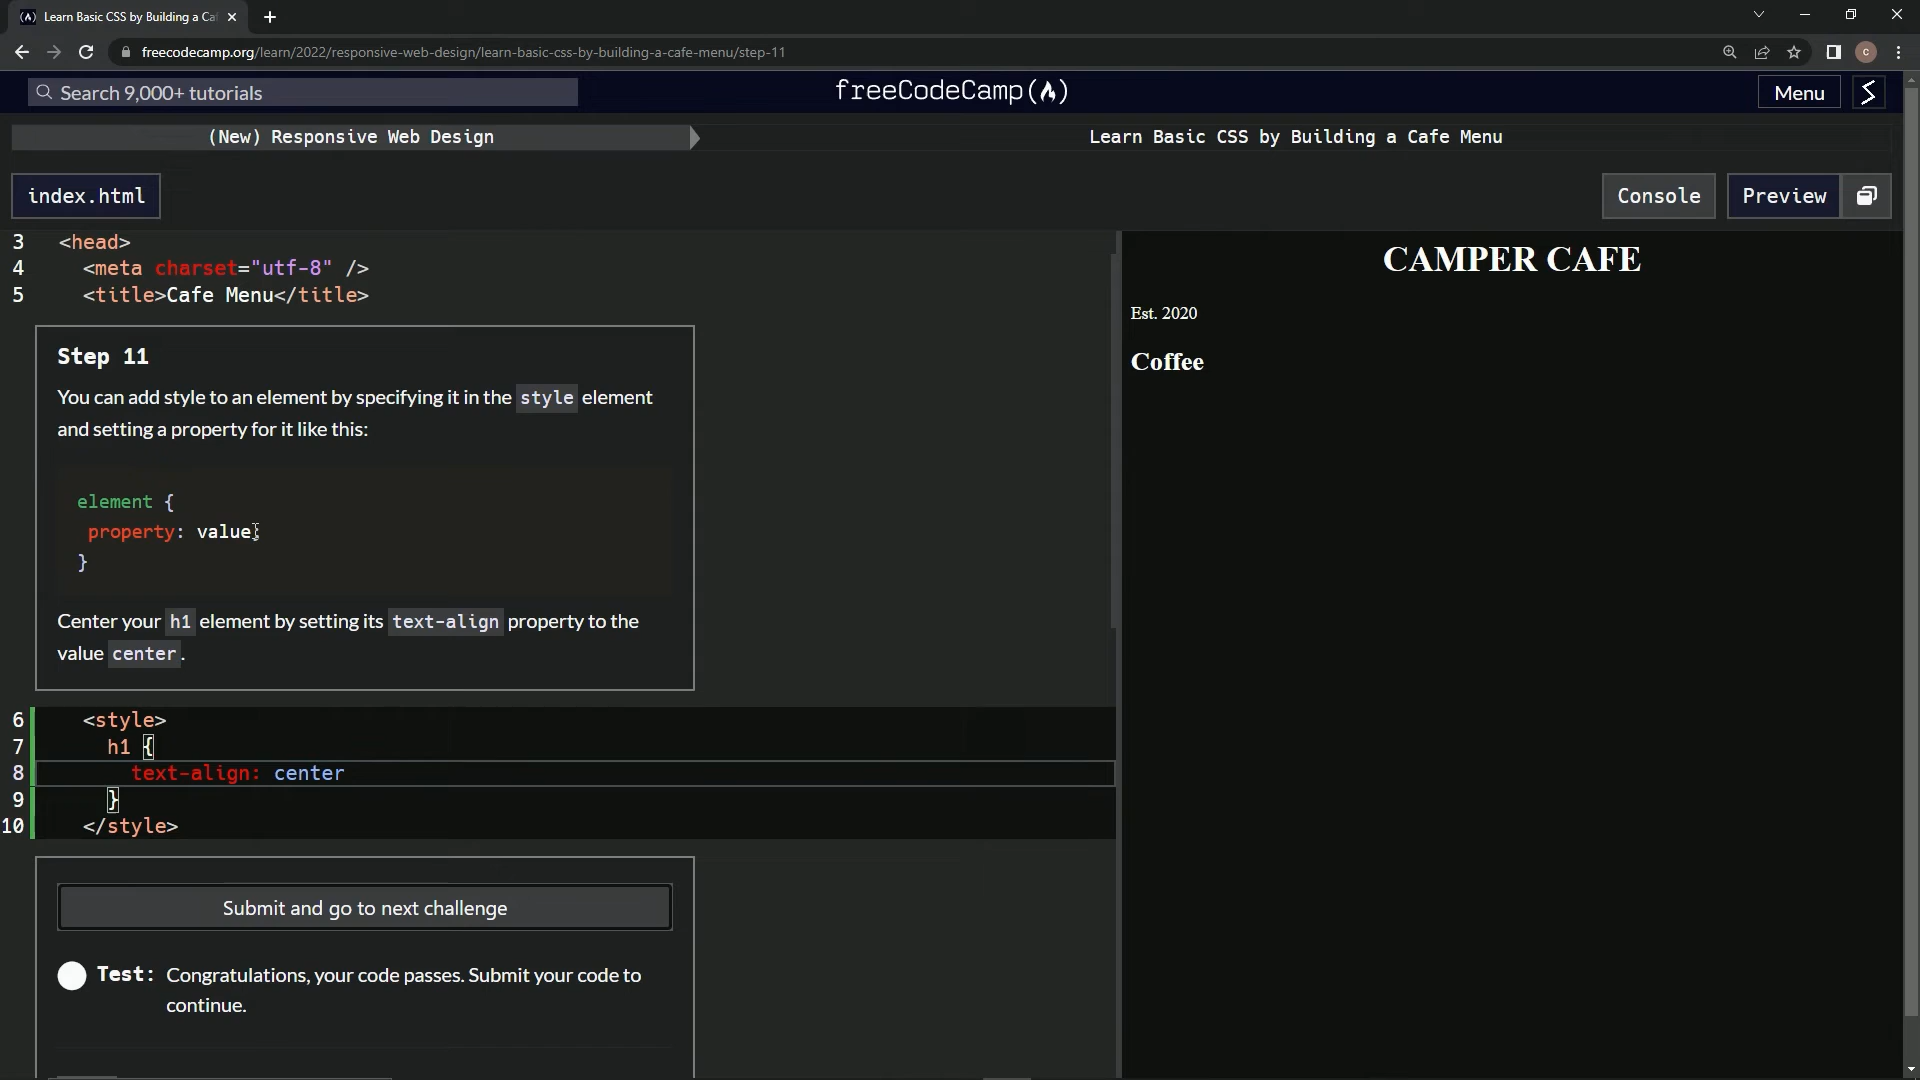 Learn Basic CSS by Building a Caf
freecodecamp.org/learn/2022/responsive-web-design/learn-basic-css-by-building-a-cafe-menu/step-11
C
Search 9,000+ tutorials
freeCodeCamp
Menu
(New) Responsive Web Design
Learn Basic CSS by Building a Cafe Menu
index.html
Console
Preview
3 <head>
4 <meta charset="utf-8" />
5 <title>Cafe Menu</title>
CAMPER CAFE
Est. 2020
Coffee
Step 11
You can add style to an element by specifying it in the style element
and setting a property for it like this:
element {
property: value;
}
Center your h1 element by setting its text-align property to the
value center.
6 <style>
7 h1 {
8 text-align: center
9 }
10 </style>
Submit and go to next challenge
Test: Congratulations, your code passes. Submit your code to
continue.